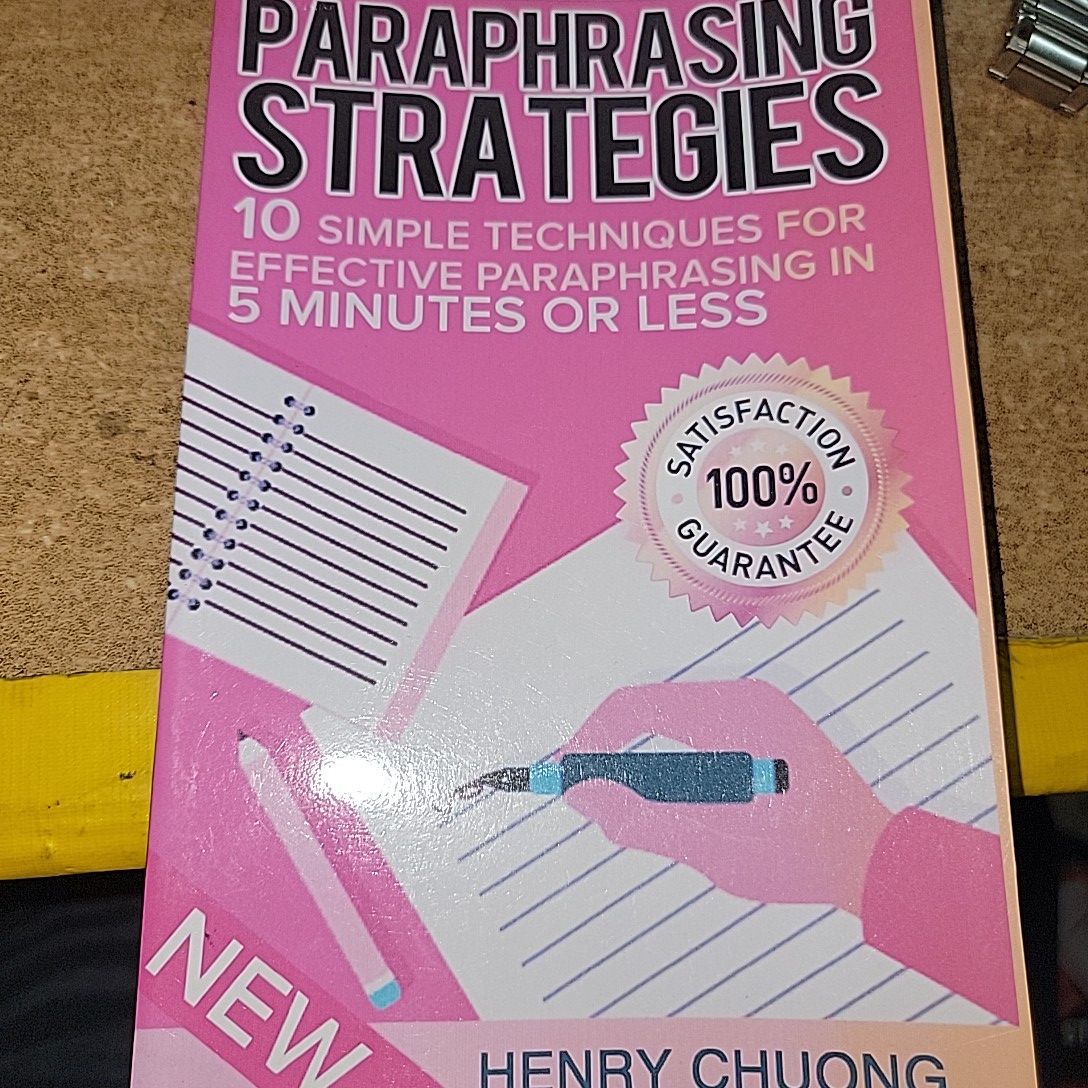 PARAPHRASING
STRATEGIES
10 SIMPLE TECHNIQUES FOR
EFFECTIVE PARAPHRASING IN
5 MINUTES OR LESS
SATISFACTION
100%
GUARANTEE
NEW
HENRY CHUONG